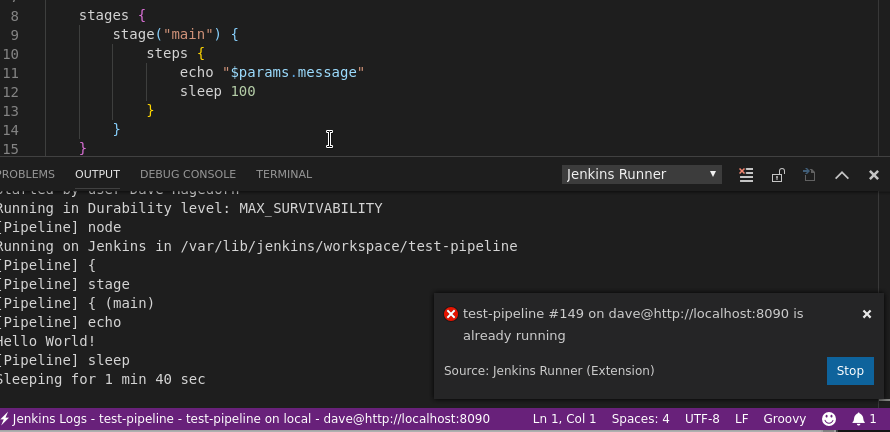 8 stages {
9 stage("main") {
10 steps {
11 echo "$params.message"
12 sleep 100
13 }
14 }
15 }
PROBLEMS OUTPUT DEBUG CONSOLE TERMINAL Jenkins Runner
Started by user Dave Hagedorn
Running in Durability level: MAX_SURVIVABILITY
[Pipeline] node
Running on Jenkins in /var/lib/jenkins/workspace/test-pipeline
[Pipeline] {
[Pipeline] stage
[Pipeline] { (main)
[Pipeline] echo
Hello World!
[Pipeline] sleep
Sleeping for 1 min 40 sec
test-pipeline #149 on dave@http://localhost:8090 is
already running
Source: Jenkins Runner (Extension) Stop
Jenkins Logs - test-pipeline - test-pipeline on local - dave@http://localhost:8090 Ln 1, Col 1 Spaces: 4 UTF-8 LF Groovy 1